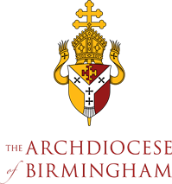 THE ARCHDIOCESE
of BIRMINGHAM